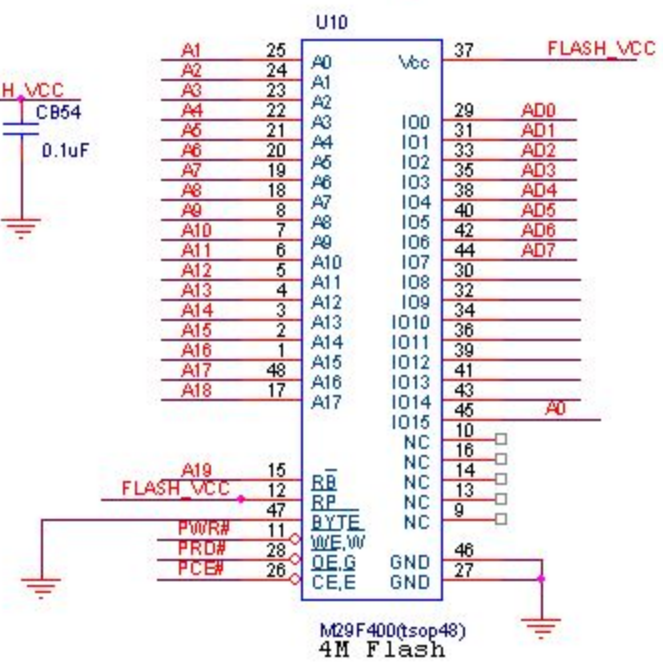 U10
A1 25 A0 Vcc 37 FLASH_VCC
A2 24 A1
H_VCC A3 23 A2
CB54 A4 22 A3 IO0 29 AD0
A5 21 A4 IO1 31 AD1
0.1uF A6 20 A5 IO2 33 AD2
A7 19 A6 IO3 35 AD3
A8 18 A7 IO4 38 AD4
A9 8 A8 IO5 40 AD5
A10 7 A9 IO6 42 AD6
A11 6 A10 IO7 44 AD7
A12 5 A11 IO8 30
A13 4 A12 IO9 32
A14 3 A13 IO10 34
A15 2 A14 IO11 36
A16 1 A15 IO12 39
A17 48 A16 IO13 41
A18 17 A17 IO14 43
IO15 45 A0
NC 10
NC 16
A19 15 RB NC 14
FLASH_VCC 12 RP NC 13
47 BYTE NC 9
PWR# 11 WE,W
PRD# 28 OE,G GND 46
PCE# 26 CE,E GND 27
M29F400(tsop48)
4M Flash